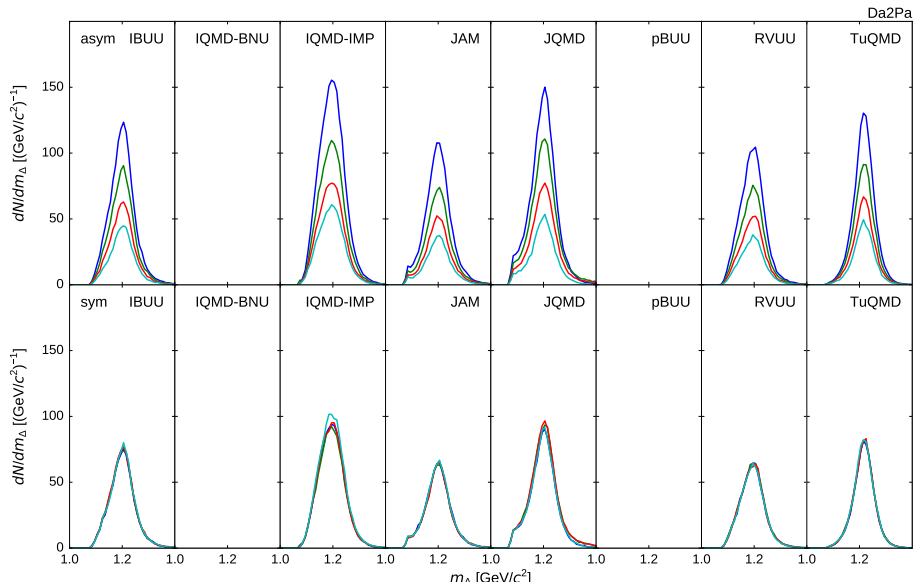 Da2Pa
asym IBUU IQMD-BNU IQMD-IMP JAM JQMD pBUU RVUU TuQMD
150
100
50
0
dN/dm_Δ [(GeV/c²)⁻¹]
sym IBUU IQMD-BNU IQMD-IMP JAM JQMD pBUU RVUU TuQMD
150
100
50
0
dN/dm_Δ [(GeV/c²)⁻¹]
1.0 1.2 1.0 1.2 1.0 1.2 1.0 1.2 1.0 1.2 1.0 1.2 1.0 1.2 1.0 1.2
m_Δ [GeV/c²]